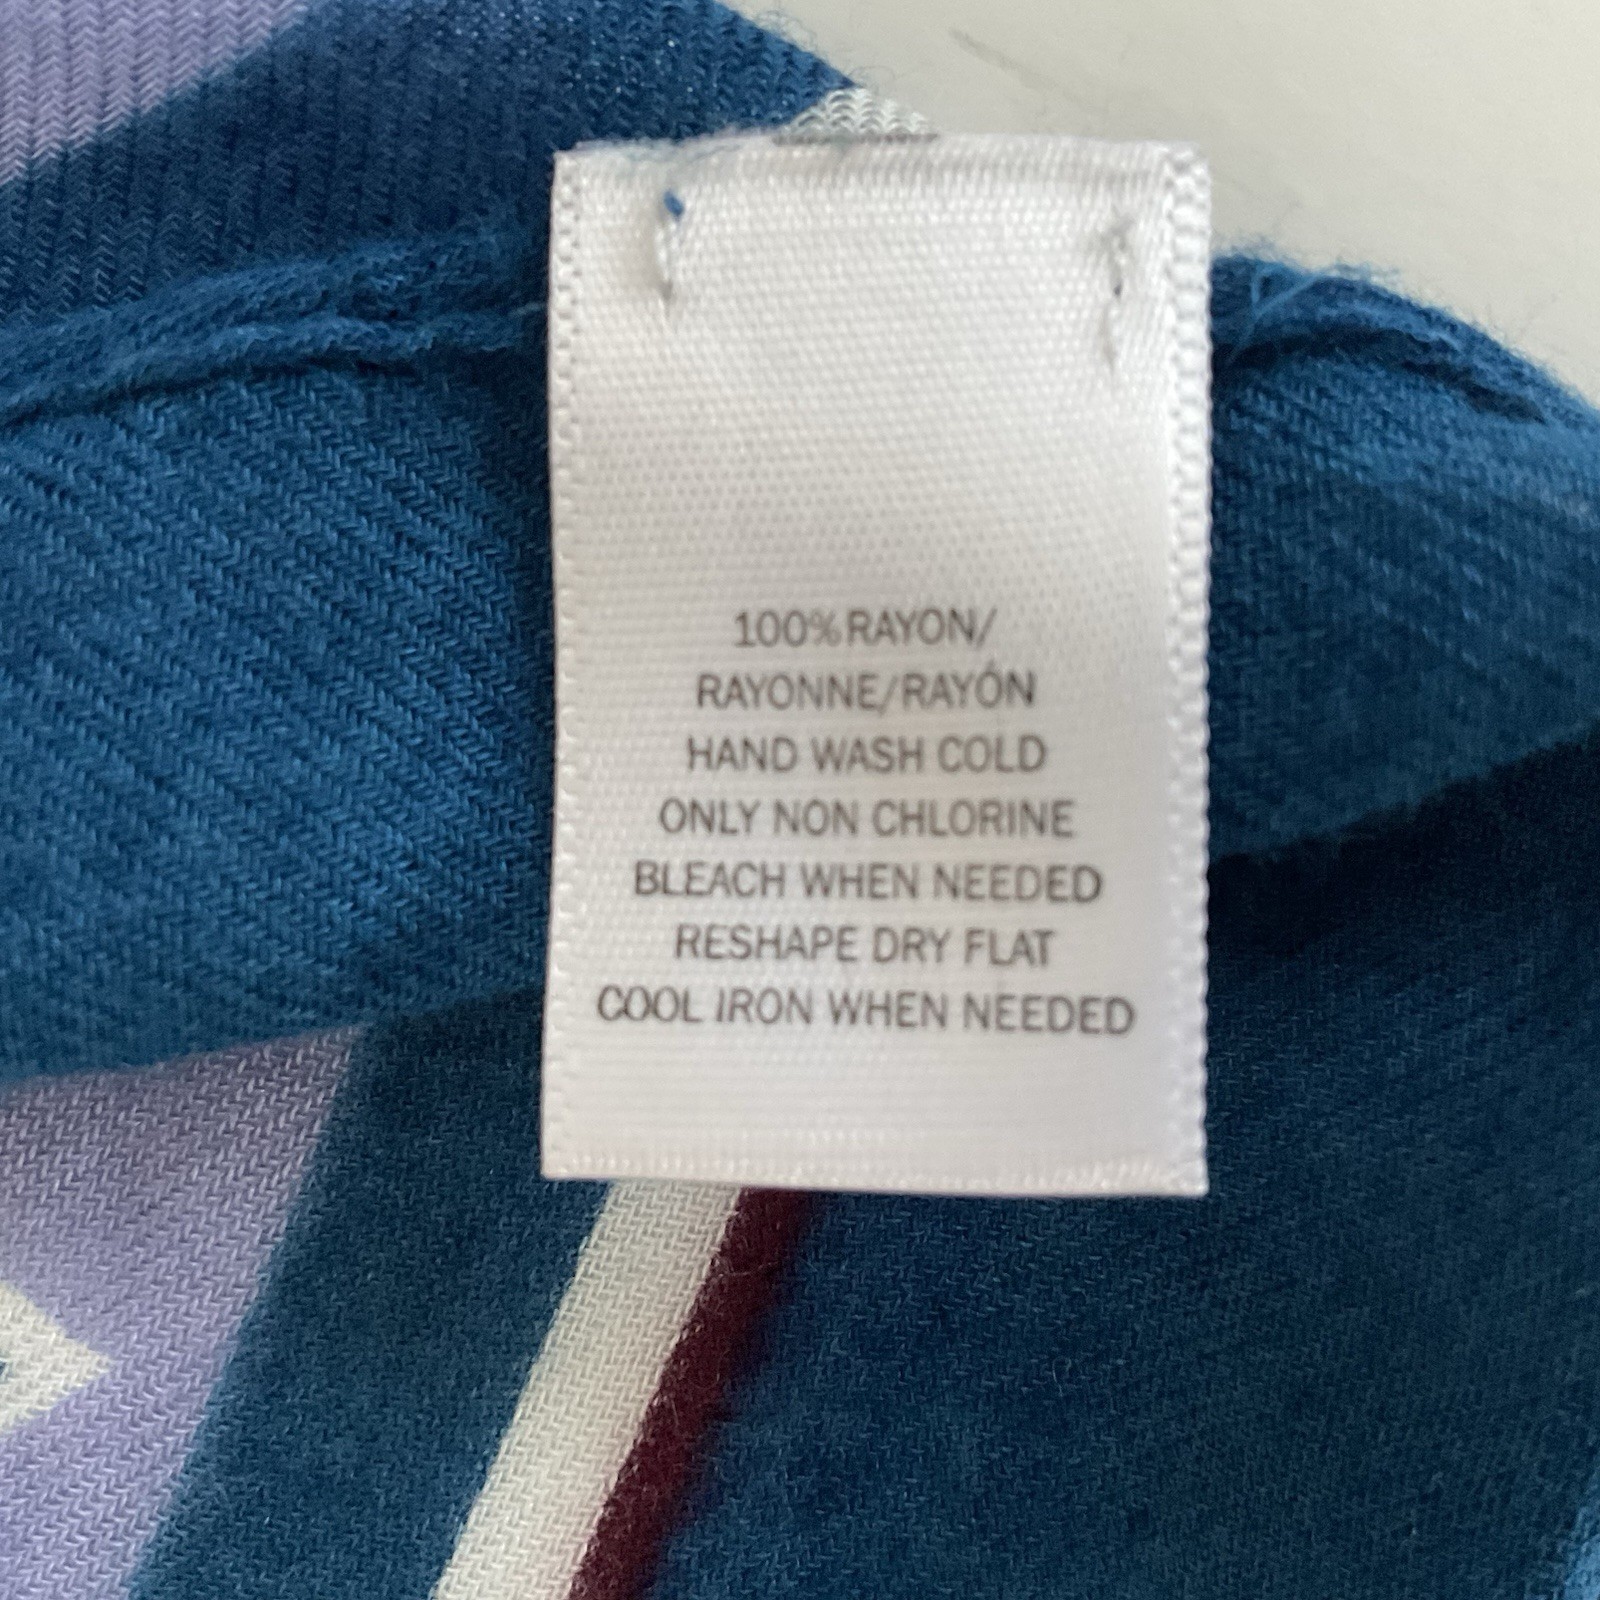 100%RAYON/
RAYONNE/RAYÓN
HAND WASH COLD
ONLY NON CHLORINE
BLEACH WHEN NEEDED
RESHAPE DRY FLAT
COOL IRON WHEN NEEDED